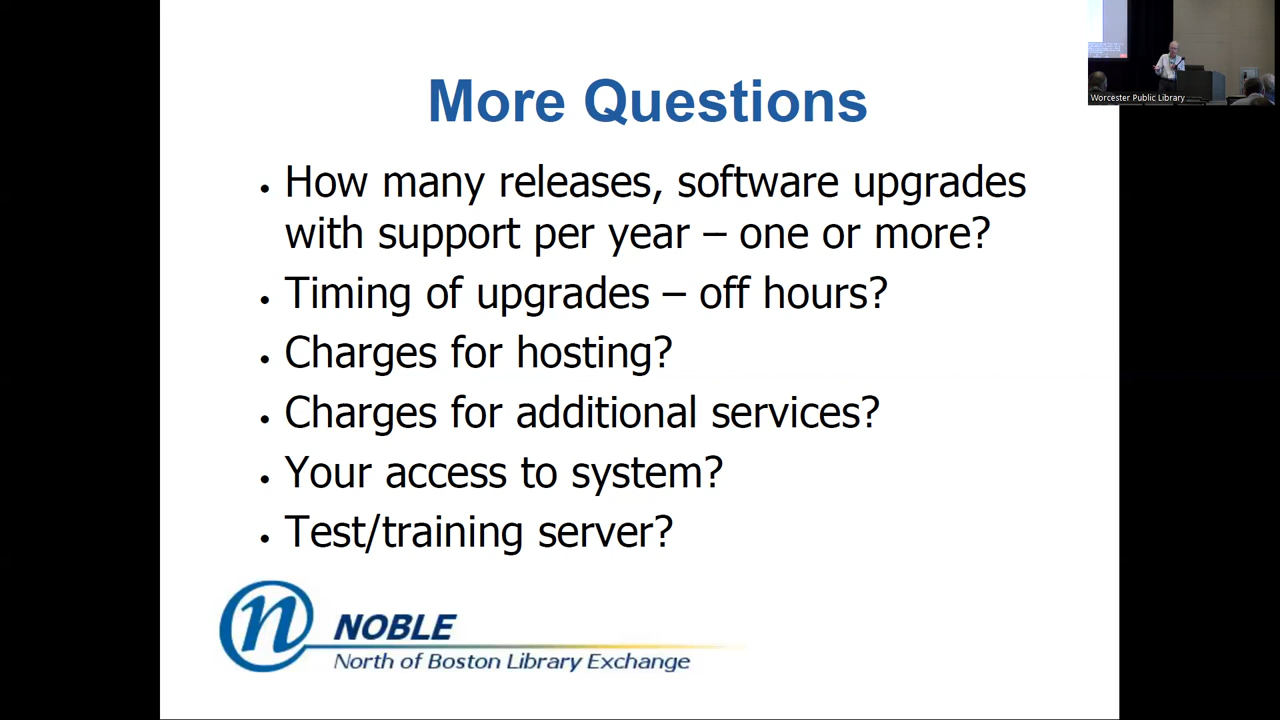 More Questions
• How many releases, software upgrades
with support per year – one or more?
• Timing of upgrades – off hours?
• Charges for hosting?
• Charges for additional services?
• Your access to system?
• Test/training server?
n NOBLE
North of Boston Library Exchange
Worcester Public Library